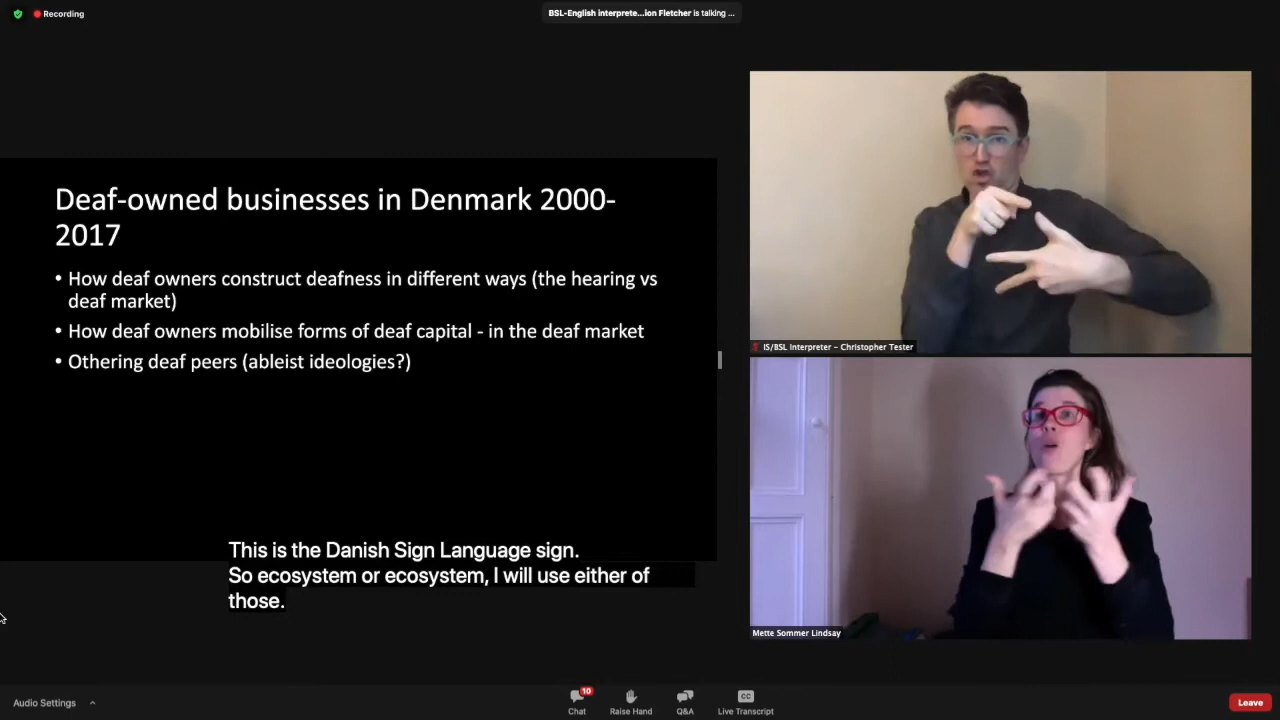 Recording
BSL-English interprete...ion Fletcher is talking ...
Deaf-owned businesses in Denmark 2000-
2017
• How deaf owners construct deafness in different ways (the hearing vs
deaf market)
• How deaf owners mobilise forms of deaf capital - in the deaf market
• Othering deaf peers (ableist ideologies?)
This is the Danish Sign Language sign.
So ecosystem or ecosystem, I will use either of
those.
IS/BSL Interpreter – Christopher Tester
Mette Sommer Lindsay
Audio Settings
10
Chat
Raise Hand
Q&A
CC
Live Transcript
Leave